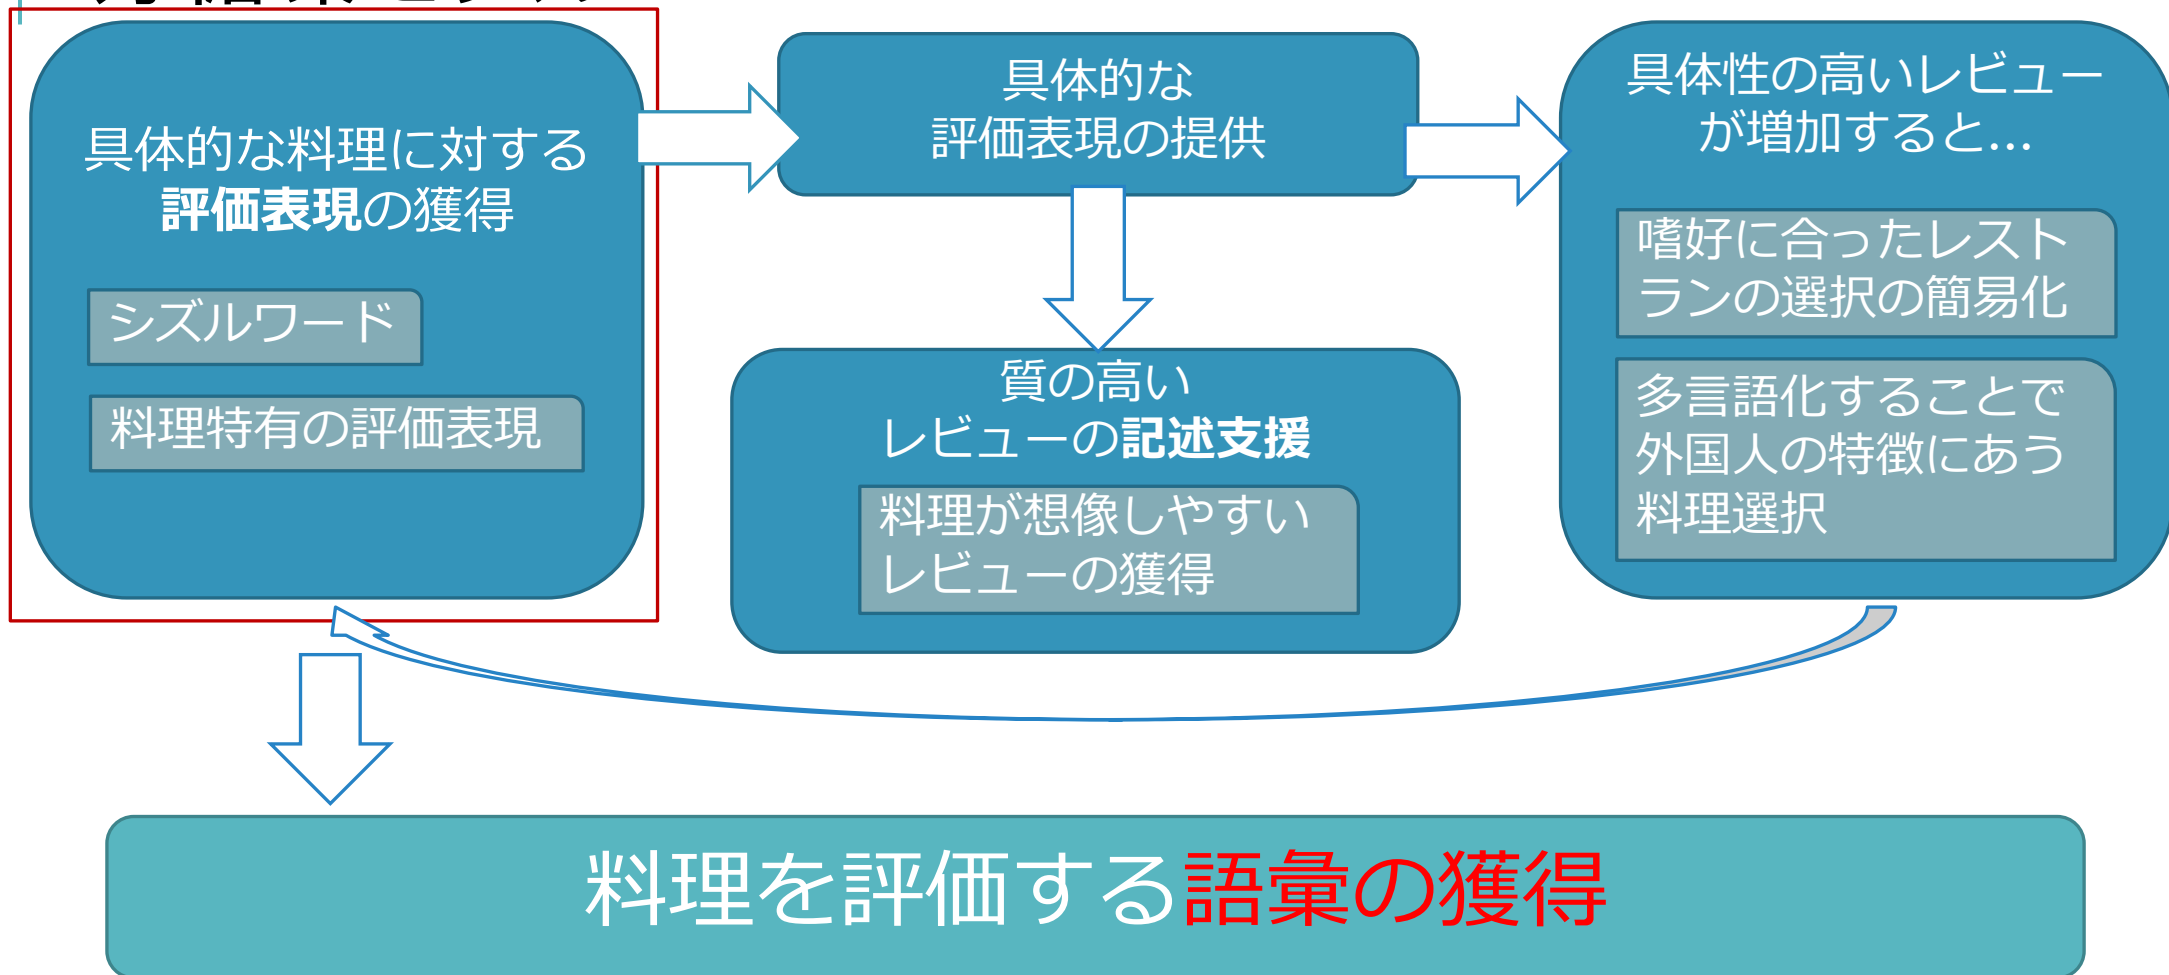 具体的な料理に対する
評価表現の獲得
シズルワード
料理特有の評価表現
具体的な
評価表現の提供
質の高い
レビューの記述支援
料理が想像しやすい
レビューの獲得
具体性の高いレビュー
が増加すると…
嗜好に合ったレスト
ランの選択の簡易化
多言語化することで
外国人の特徴にあう
料理選択
料理を評価する語彙の獲得